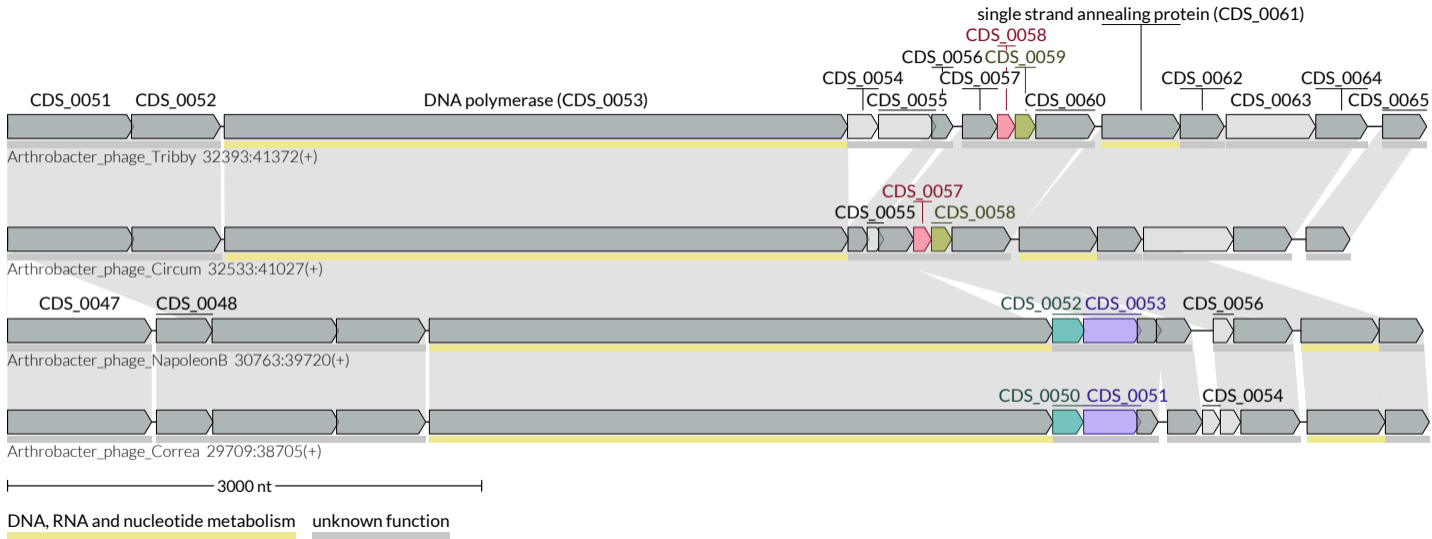 single strand annealing protein (CDS_0061)
CDS_0058
CDS_0056 CDS_0059
CDS_0054 CDS_0057 CDS_0062 CDS_0064
CDS_0051 CDS_0052 DNA polymerase (CDS_0053) CDS_0055 CDS_0060 CDS_0063 CDS_0065
Arthrobacter_phage_Tribby 32393:41372(+)
CDS_0057
CDS_0055 CDS_0058
Arthrobacter_phage_Circum 32533:41027(+)
CDS_0047 CDS_0048 CDS_0052 CDS_0053 CDS_0056
Arthrobacter_phage_NapoleonB 30763:39720(+)
CDS_0050 CDS_0051 CDS_0054
Arthrobacter_phage_Correa 29709:38705(+)
3000 nt
DNA, RNA and nucleotide metabolism unknown function